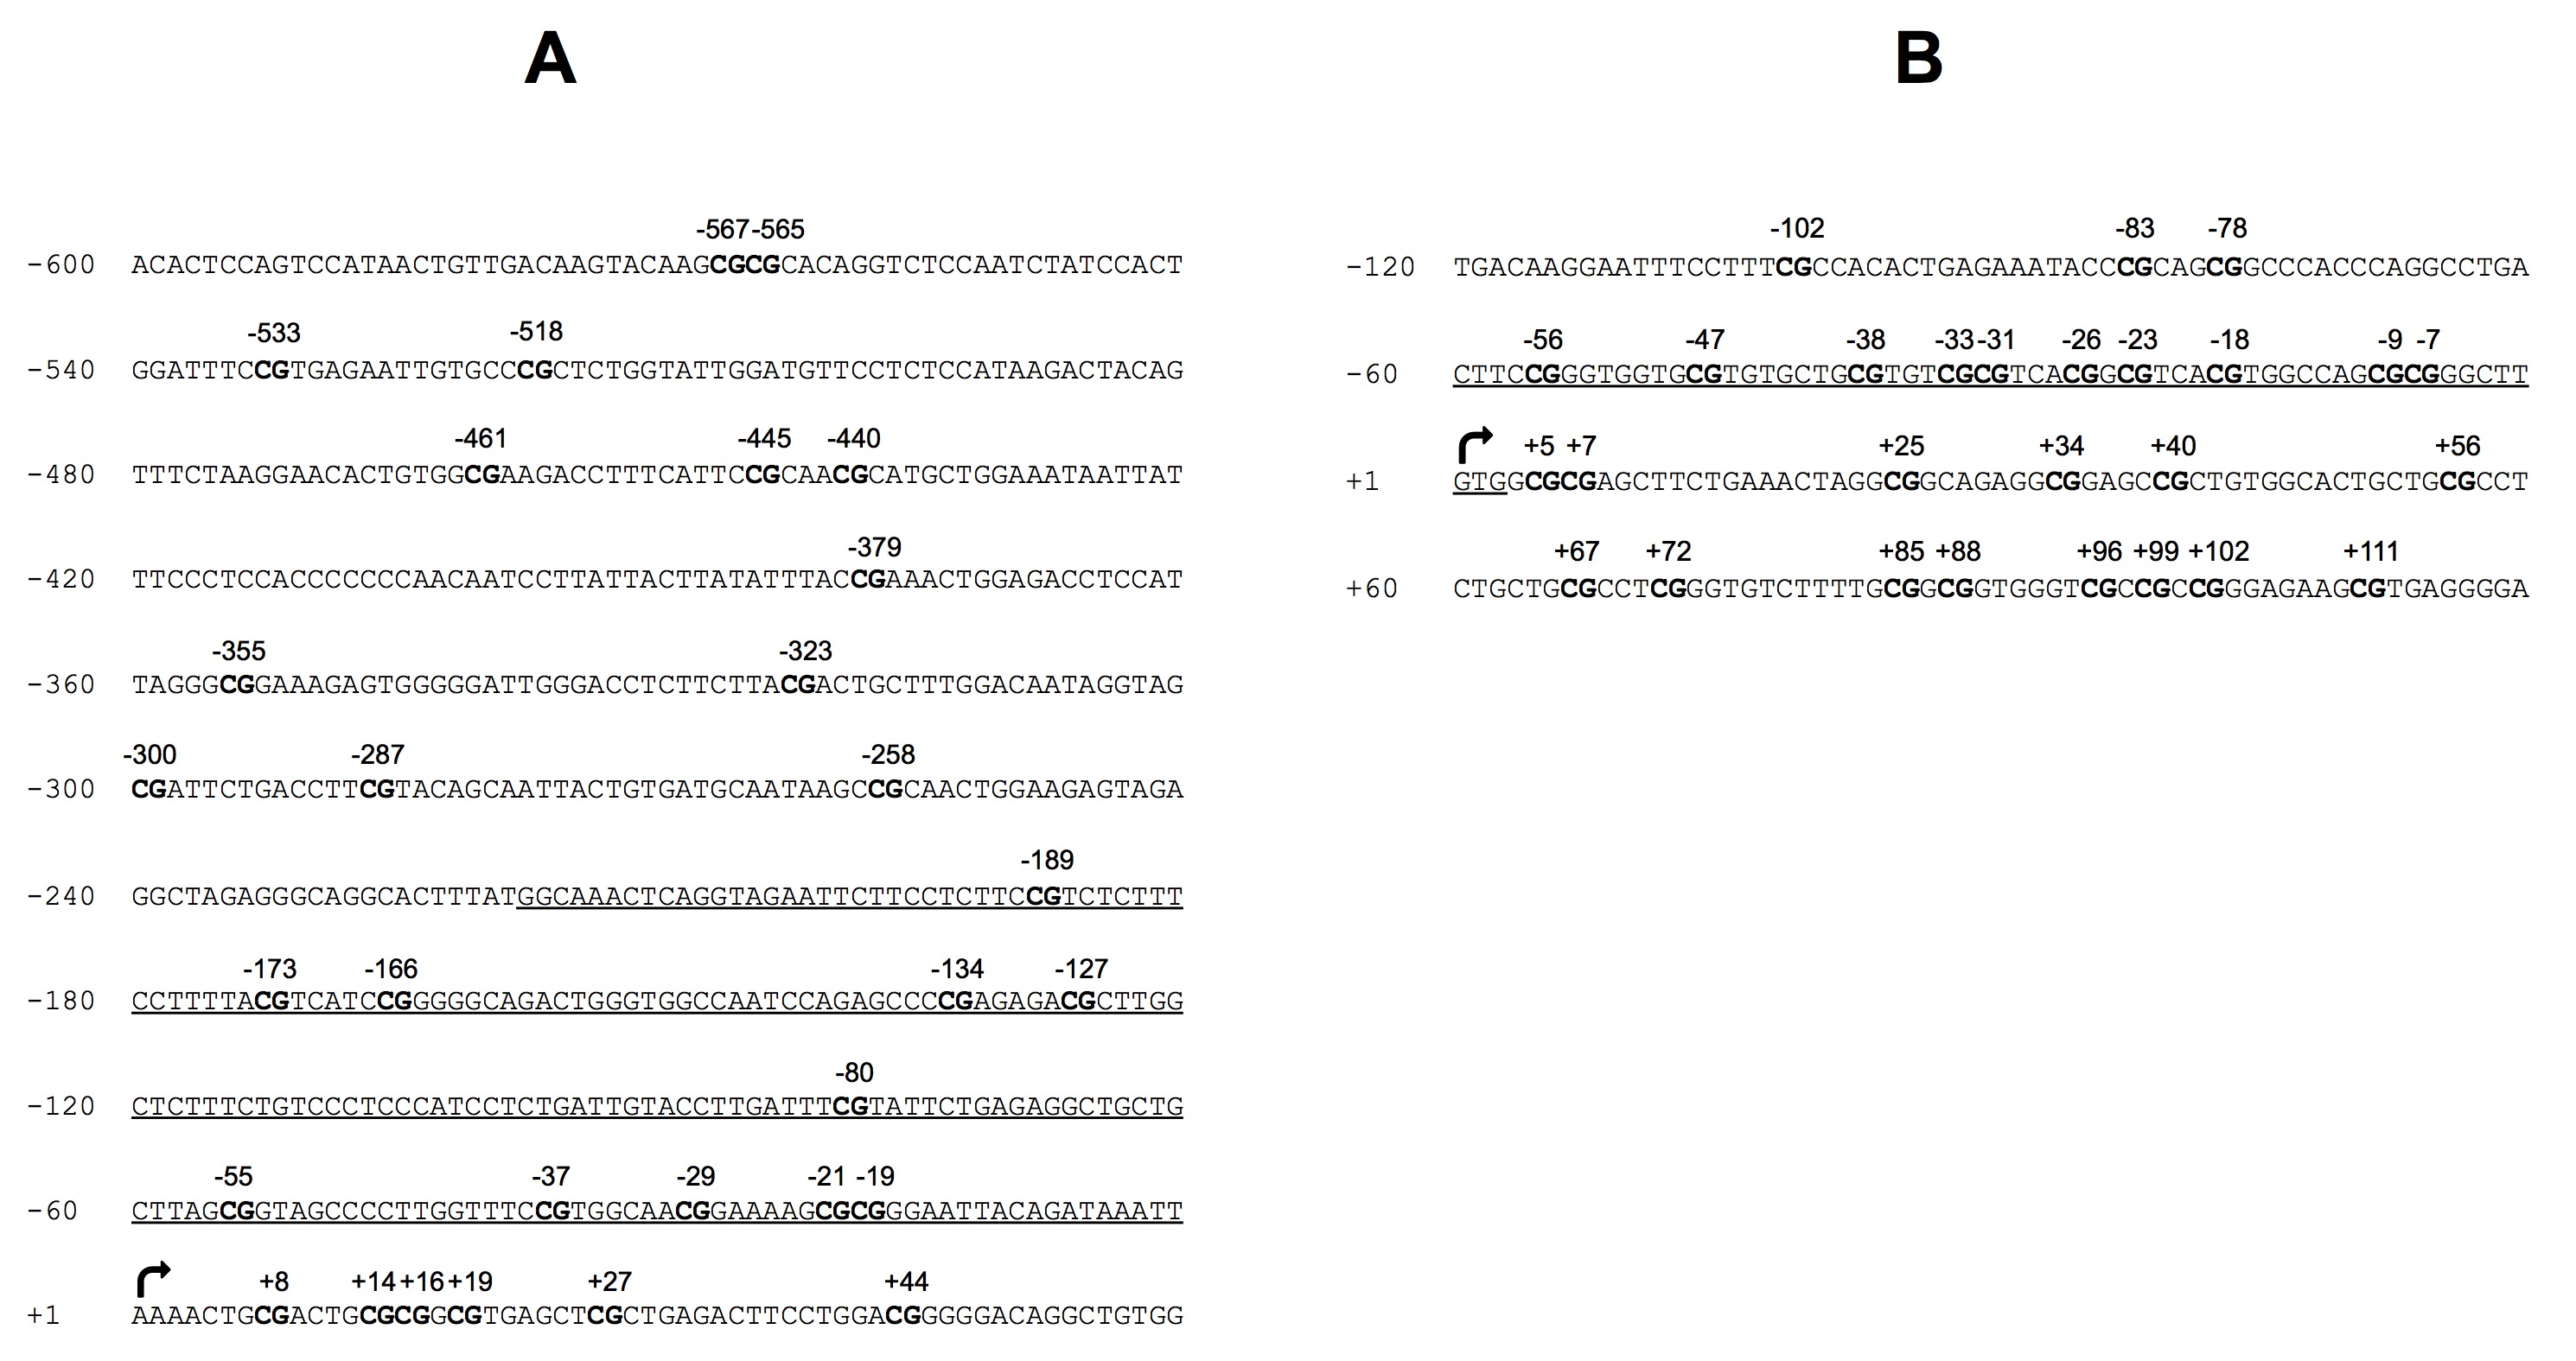 A
-567 -565
-600 ACACTCCAGTCCATAACTGTTGACAAGTACAAGCGCGCACAGGTCTCCAATCTATCCACT
-533 -518
-540 GGATTTCCGTGAGAATTGTGCCCGCTCTGGTATTGGATGTTCCTCTCCATAAGACTACAG
-461 -445 -440
-480 TTTCTAAGGAACACTGTGGCGAAGACCTTTCATTCCGCAACGCATGCTGGAAATAATTAT
-379
-420 TTCCCTCCACCCCCCCAACAATCCTTATTACTTATATTTACCGAAACTGGAGACCTCCAT
-355 -323
-360 TAGGGCGGAAAGAGTGGGGGATTGGGACCTCTTCTTACGACTGCTTTGGACAATAGGTAG
-300 -287 -258
-300 CGATTCTGACCTTCGTACAGCAATTACTGTGATGCAATAAGCCGCAACTGGAAGAGTAGA
-189
-240 GGCTAGAGGGCAGGCACTTTATGGCAAACTCAGGTAGAATTCTTCCTCTTCCGTCTCTTT
-173 -166 -134 -127
-180 CCTTTTACGTCATCCGGGGGCAGACTGGGTGGCCAATCCAGAGCCCCGAGAGACGCTTGG
-80
-120 CTCTTTCTGTCCCTCCCATCCTCTGATTGTACCTTGATTTCGTATTCTGAGAGGCTGCTG
-55 -37 -29 -21 -19
-60 CTTAGCGGTAGCCCCTTGGTTTCCGTGGCAACGGAAAAGCGCGGGAATTACAGATAAATT
+8 +14 +16 +19 +27 +44
+1 AAAACTGCGACTGCGCGGCGTGAGCTCGCTGAGACTTCCTGGACGGGGGACAGGCTGTGG
B
-102 -83 -78
-120 TGACAAGGAATTTCCTTTCGCCACACTGAGAAATACCCGCAGCGGCCCACCCAGGCCTGA
-56 -47 -38 -33 -31 -26 -23 -18 -9 -7
-60 CTTCCGGGTGGTGCGTGTGCTGCGTGTCGCGTCACGGCGTCACGTGGCCAGCGCGGGCTT
+5 +7 +25 +34 +40 +56
+1 GTGGCGCGAGCTTCTGAAACTAGGCGGCAGAGGCGGAGCCGCTGTGGCACTGCTGCGCCT
+67 +72 +85 +88 +96 +99 +102 +111
+60 CTGCTGCGCCTCGGGTGTCTTTTGCGGCGGTGGGTCGCCGCCGGGAGAAGCGTGAGGGGA